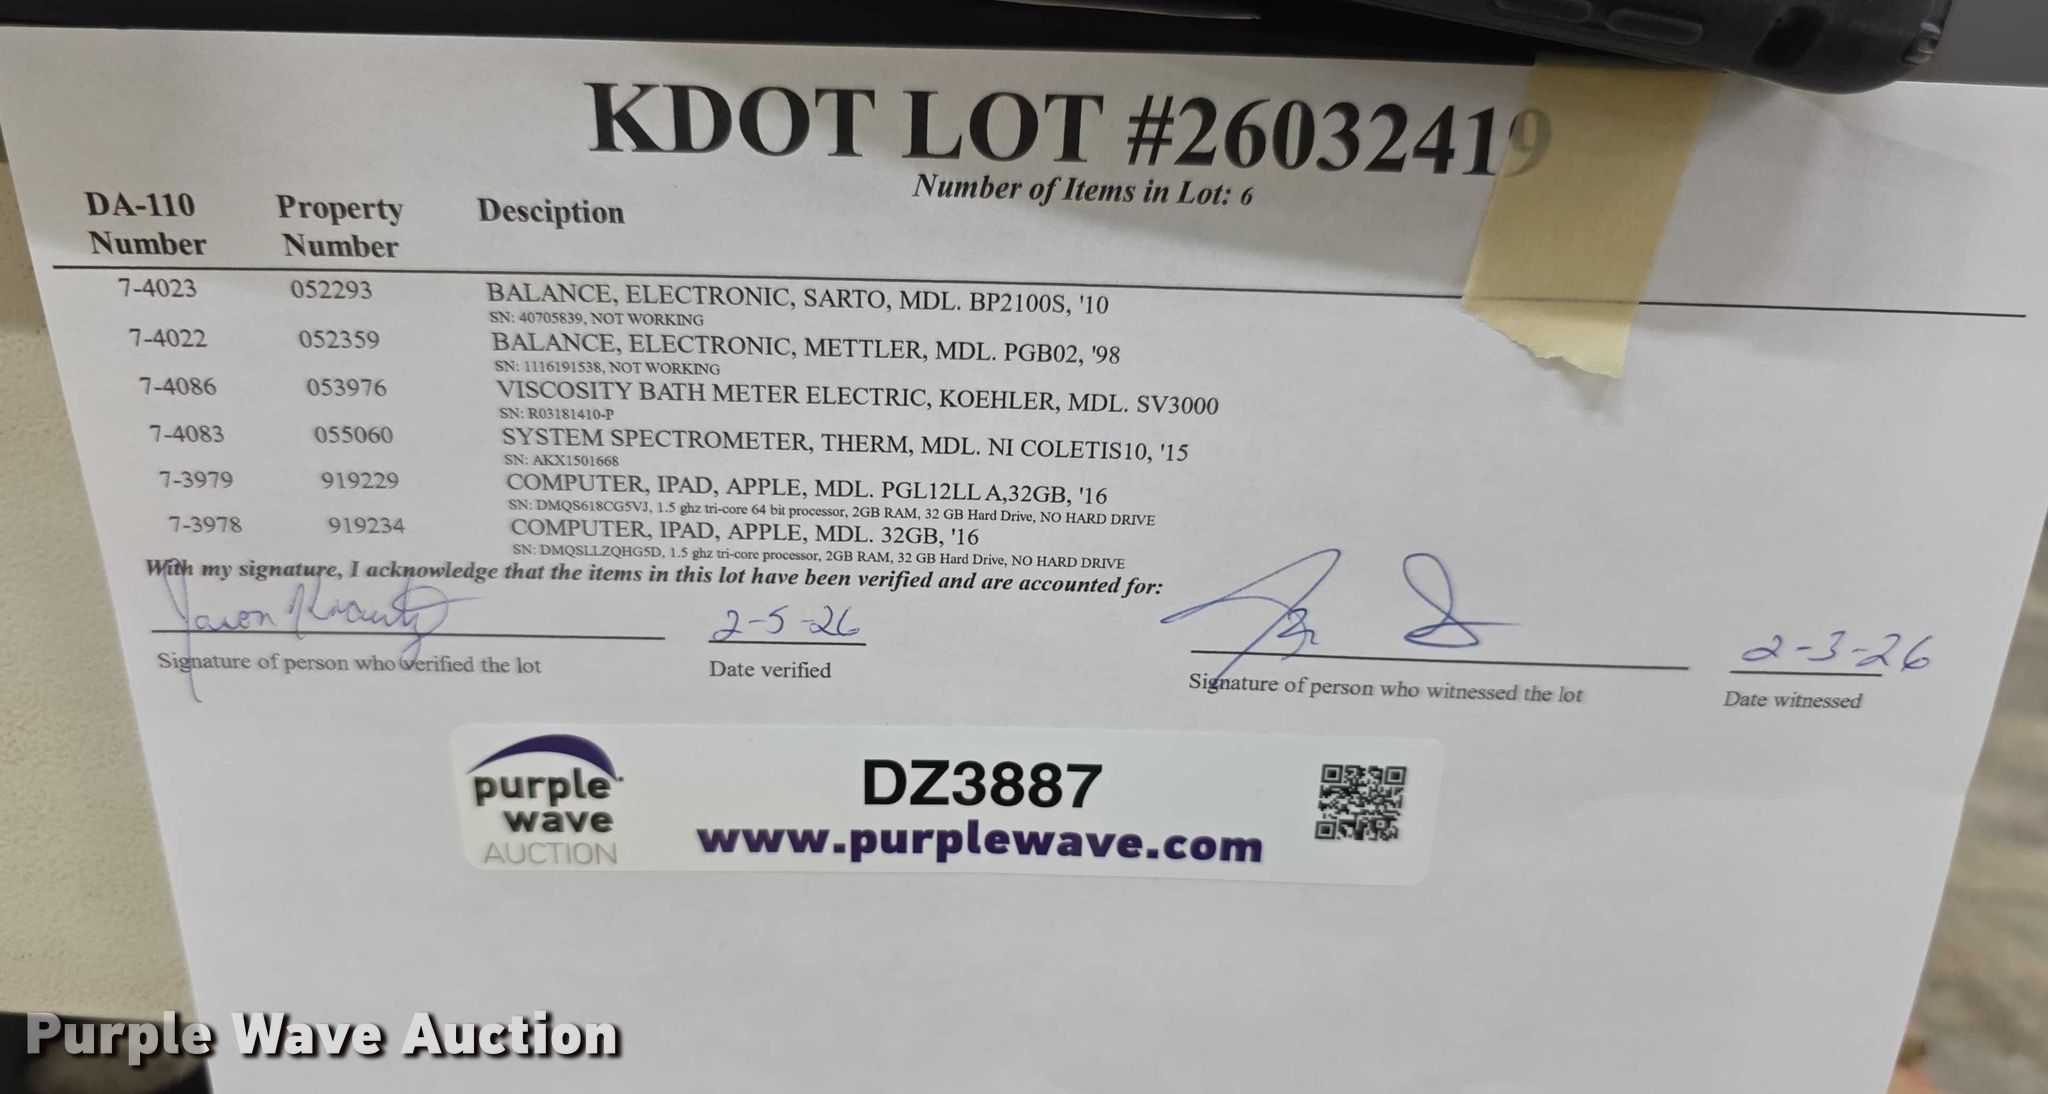 KDOT LOT #26032419
Number of Items in Lot: 6
DA-110 Number Property Number Desciption
7-4023 052293 BALANCE, ELECTRONIC, SARTO, MDL. BP2100S, '10
SN: 40705839, NOT WORKING
7-4022 052359 BALANCE, ELECTRONIC, METTLER, MDL. PGB02, '98
SN: 1116191538, NOT WORKING
7-4086 053976 VISCOSITY BATH METER ELECTRIC, KOEHLER, MDL. SV3000
SN: R03181410-P
7-4083 055060 SYSTEM SPECTROMETER, THERM, MDL. NI COLETIS10, '15
SN: AKX1501668
7-3979 919229 COMPUTER, IPAD, APPLE, MDL. PGL12LL A,32GB, '16
SN: DMQS618CG5VJ, 1.5 ghz tri-core 64 bit processor, 2GB RAM, 32 GB Hard Drive, NO HARD DRIVE
7-3978 919234 COMPUTER, IPAD, APPLE, MDL. 32GB, '16
SN: DMQSLLZQHG5D, 1.5 ghz tri-core processor, 2GB RAM, 32 GB Hard Drive, NO HARD DRIVE
With my signature, I acknowledge that the items in this lot have been verified and are accounted for:
2-5-26 2-3-26
Signature of person who verified the lot Date verified Signature of person who witnessed the lot Date witnessed
purple wave AUCTION
DZ3887
www.purplewave.com
Purple Wave Auction